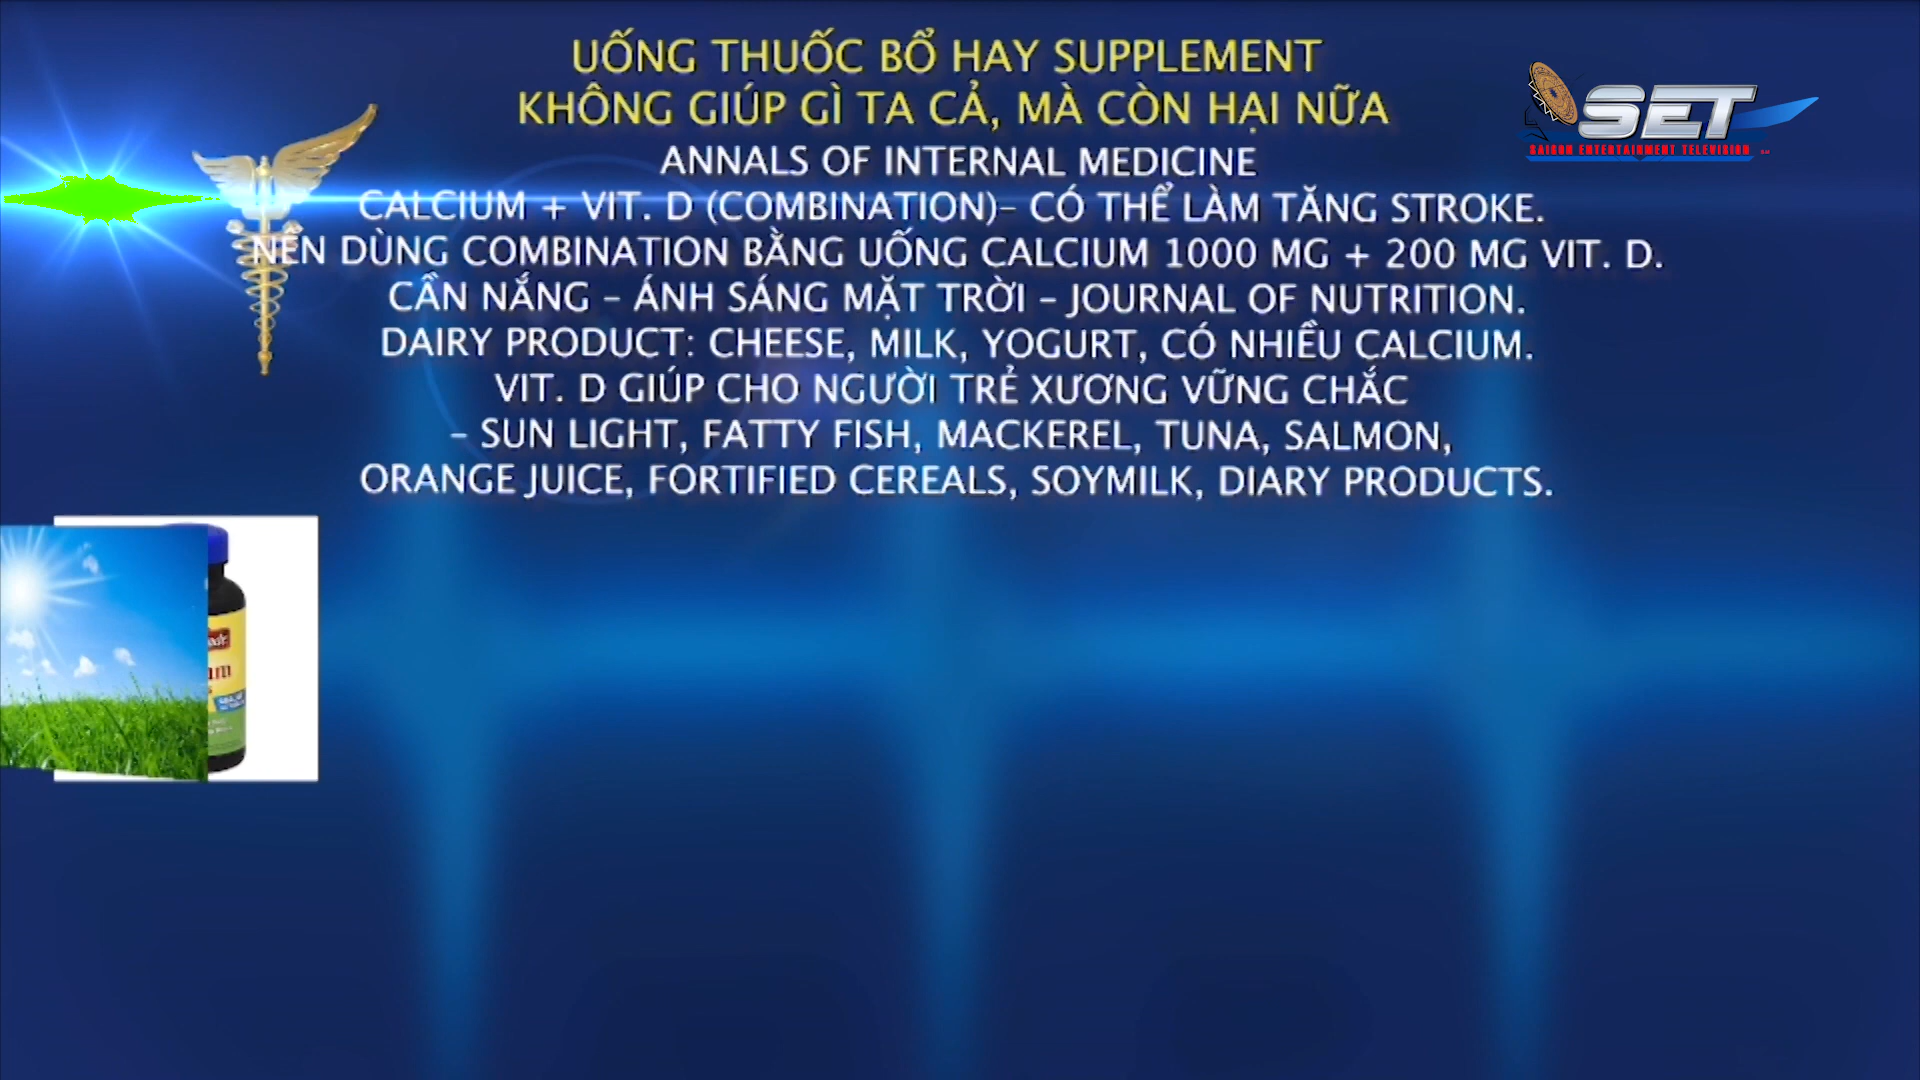 UỐNG THUỐC BỔ HAY SUPPLEMENT
KHÔNG GIÚP GÌ TA CẢ, MÀ CÒN HẠI NỮA
ANNALS OF INTERNAL MEDICINE
CALCIUM + VIT. D (COMBINATION)- CÓ THỂ LÀM TĂNG STROKE.
NÊN DÙNG COMBINATION BẰNG UỐNG CALCIUM 1000 MG + 200 MG VIT. D.
CẦN NẮNG - ÁNH SÁNG MẶT TRỜI - JOURNAL OF NUTRITION.
DAIRY PRODUCT: CHEESE, MILK, YOGURT, CÓ NHIỀU CALCIUM.
VIT. D GIÚP CHO NGƯỜI TRẺ XƯƠNG VỮNG CHẮC
- SUN LIGHT, FATTY FISH, MACKEREL, TUNA, SALMON,
ORANGE JUICE, FORTIFIED CEREALS, SOYMILK, DIARY PRODUCTS.
SET
SAIGON ENTERTAINMENT TELEVISION